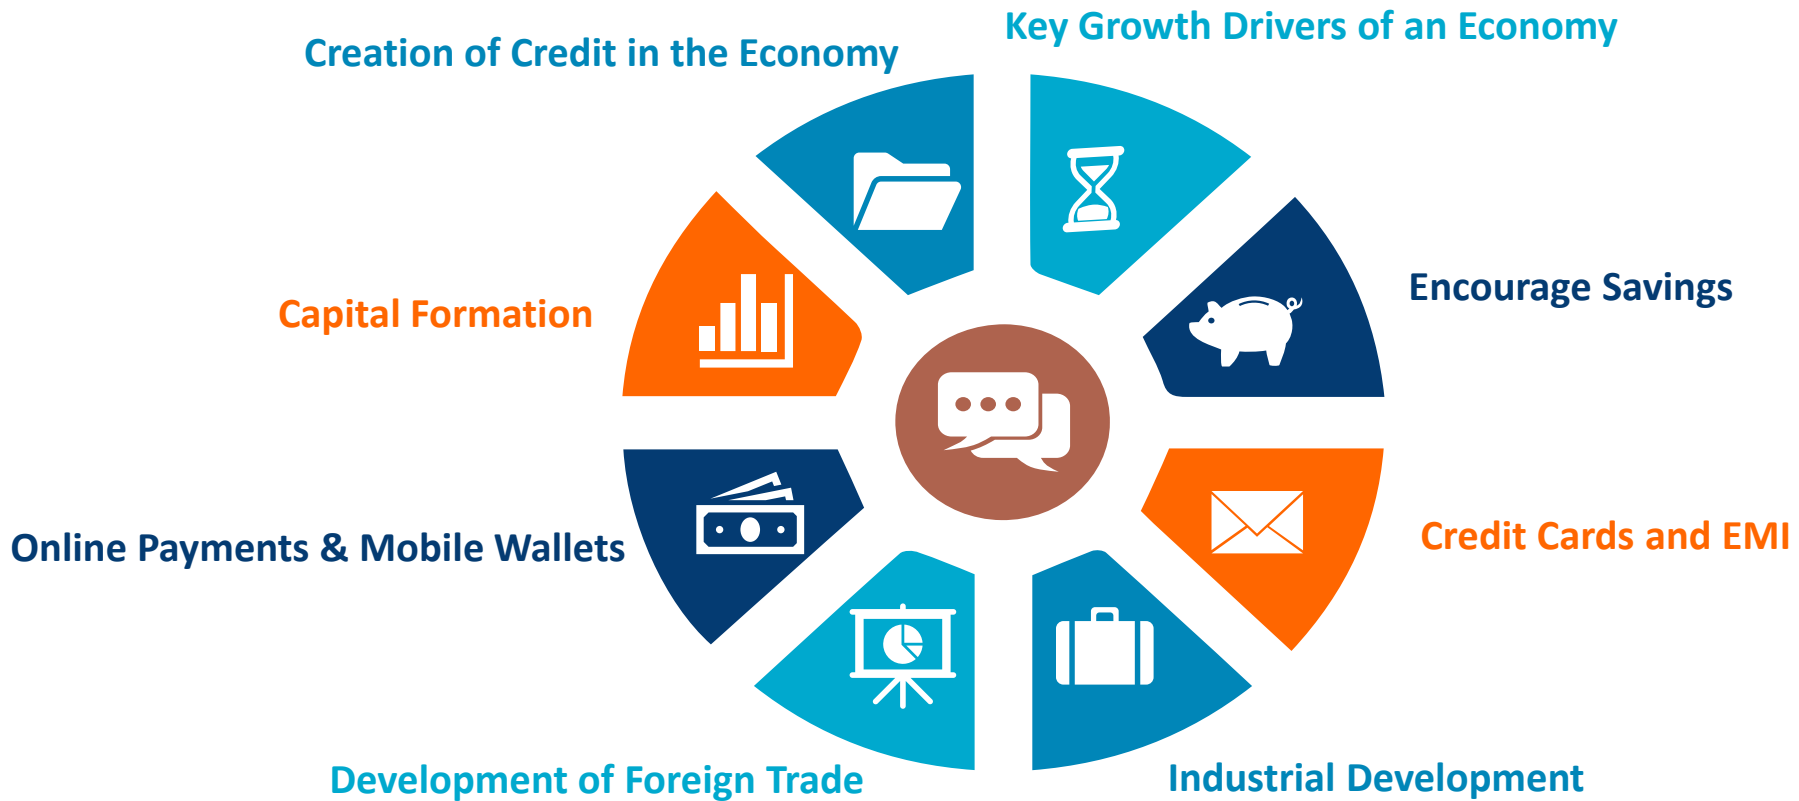 Key Growth Drivers of an Economy
Creation of Credit in the Economy
Encourage Savings
Capital Formation
Credit Cards and EMI
Online Payments & Mobile Wallets
Industrial Development
Development of Foreign Trade